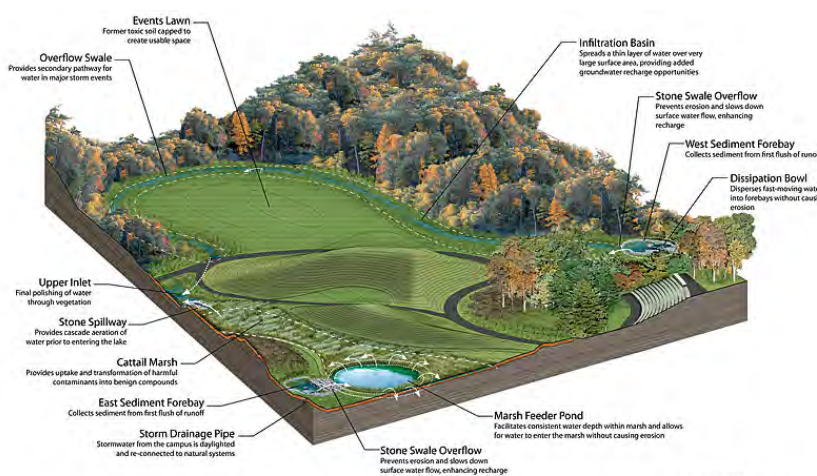 Events Lawn
Former toxic soil capped to
create usable space
Overflow Swale
Provides secondary pathway for
water in major storm events
Infiltration Basin
Spreads a thin layer of water over very
large surface area, providing added
groundwater recharge opportunities
Stone Swale Overflow
Prevents erosion and slows down
surface water flow, enhancing
recharge
West Sediment Forebay
Collects sediment from first flush of runo
Dissipation Bowl
Disperses fast-moving wat
into forebays without caus
erosion
Upper Inlet
Final polishing of water
through vegetation
Stone Spillway
Provides cascade aeration of
water prior to entering the lake
Cattail Marsh
Provides uptake and transformation of harmful
contaminants into benign compounds
East Sediment Forebay
Collects sediment from first flush of runoff
Storm Drainage Pipe
Stormwater from the campus is daylighted
and re-connected to natural systems
Stone Swale Overflow
Prevents erosion and slows down
surface water flow, enhancing recharge
Marsh Feeder Pond
Facilitates consistent water depth within marsh and allows
for water to enter the marsh without causing erosion